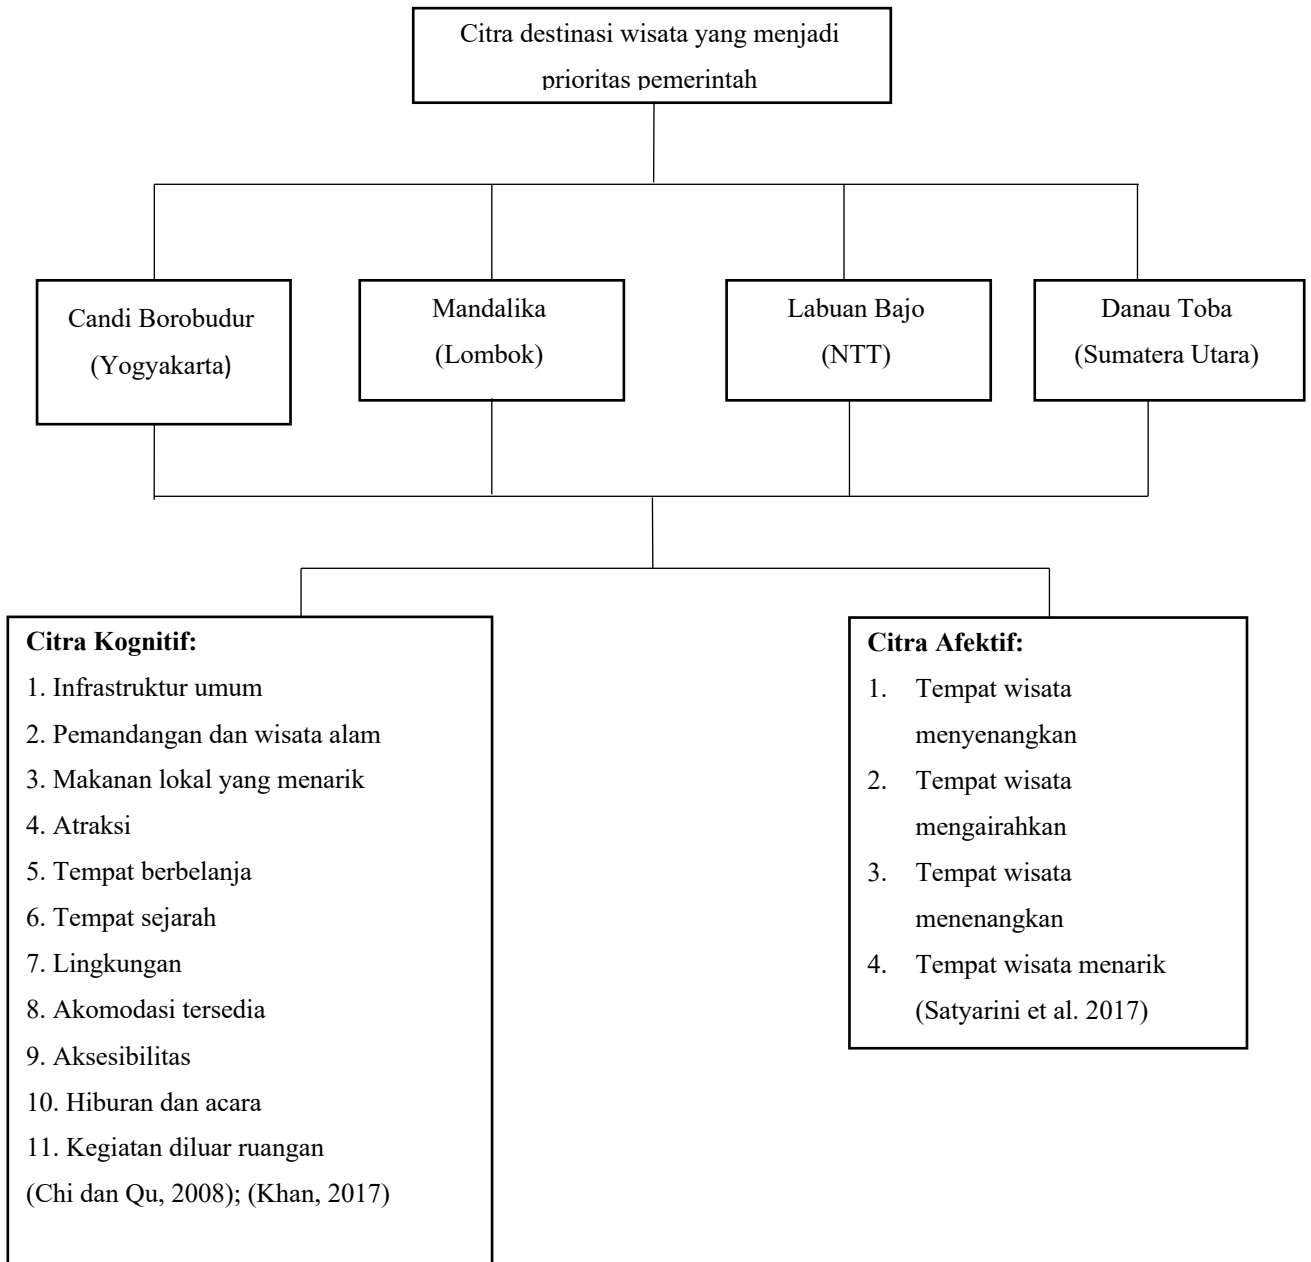 Citra destinasi wisata yang menjadi
prioritas pemerintah
Candi Borobudur
(Yogyakarta)
Mandalika
(Lombok)
Labuan Bajo
(NTT)
Danau Toba
(Sumatera Utara)
Citra Kognitif:
1. Infrastruktur umum
2. Pemandangan dan wisata alam
3. Makanan lokal yang menarik
4. Atraksi
5. Tempat berbelanja
6. Tempat sejarah
7. Lingkungan
8. Akomodasi tersedia
9. Aksesibilitas
10. Hiburan dan acara
11. Kegiatan diluar ruangan
(Chi dan Qu, 2008); (Khan, 2017)
Citra Afektif:
1. Tempat wisata
menyenangkan
2. Tempat wisata
mengairahkan
3. Tempat wisata
menenangkan
4. Tempat wisata menarik
(Satyarini et al. 2017)